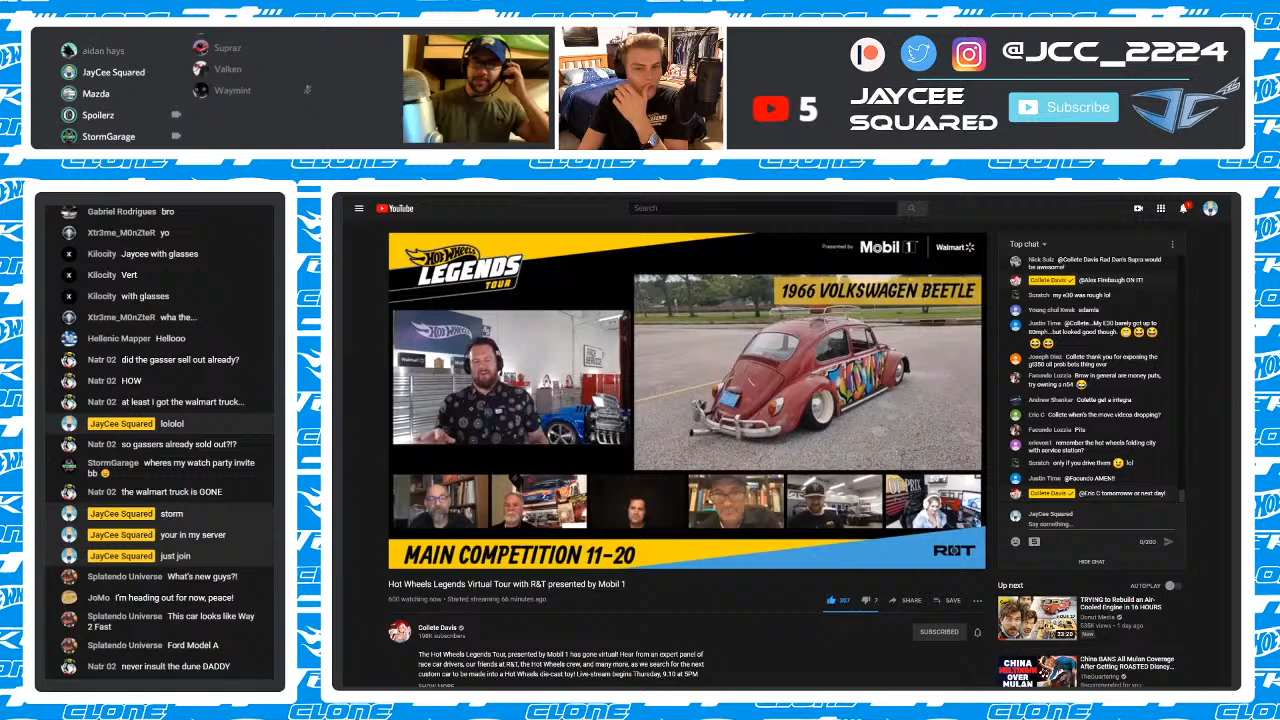 aidan hays
JayCee Squared
Mazda
Spoilerz
StormGarage
Supraz
Valken
Waymint
@JCC_2224
5
JAYCEE
SQUARED
Subscribe
Gabriel Rodrigues bro
Xtr3me_M0nZteR yo
Kilocity Jaycee with glasses
Kilocity Vert
Kilocity with glasses
Xtr3me_M0nZteR wha the...
Hellenic Mapper Hellooo
Natr 02 did the gasser sell out already?
Natr 02 HOW
Natr 02 at least I got the walmart truck...
JayCee Squared lololol
Natr 02 so gassers already sold out?!?
StormGarage wheres my watch party invite
bb
Natr 02 the walmart truck is GONE
JayCee Squared storm
JayCee Squared your in my server
JayCee Squared just join
Splatendo Universe What's new guys?!
JoMo I'm heading out for now, peace!
Splatendo Universe This car looks like Way
2 Fast
Splatendo Universe Ford Model A
Natr 02 never insult the dune DADDY
YouTube
Search
HOT WHEELS
LEGENDS
TOUR
Presented by Mobil 1 Walmart
1966 VOLKSWAGEN BEETLE
MAIN COMPETITION 11-20
R&T
Hot Wheels Legends Virtual Tour with R&T presented by Mobil 1
600 watching now • Started streaming 66 minutes ago
307
7
SHARE
SAVE
Collete Davis
198K subscribers
SUBSCRIBED
The Hot Wheels Legends Tour, presented by Mobil 1 has gone virtual! Hear from an expert panel of
race car drivers, our friends at R&T, the Hot Wheels crew, and many more, as we search for the next
custom car to be made into a Hot Wheels die-cast toy! Live-stream begins Thursday, 9.10 at 5PM
SHOW MORE
Top chat
Nick Sulz @Collete Davis Rad Dan's Supra would
be awesome!
Collete Davis @Alex Firebaugh ON IT!
Scratch my e30 was rough lol
Young chul Kwak adamla
Justin Time @Collete...My E30 barely got up to
80mph...but looked good though.
Joseph Diaz Collete thank you for exposing the
gt350 oil prob bets thing over
Facundo Lozzia Bmw in general are money puts,
try owning a n54
Andrew Shankar Colette get a integra
Eric C Collete when's the move videos dropping?
Facundo Lozzia Pits
nrievon1 remember the hot wheels folding city
with service station?
Scratch only if you drive them lol
Justin Time @Facundo AMEN!!
Collete Davis @Eric C tomorroww or next day!
JayCee Squared
Say something...
0/200
HIDE CHAT
Up next
AUTOPLAY
TRYING to Rebuild an Air-
Cooled Engine in 16 HOURS
Donut Media
535K views • 1 day ago
New
23:20
China BANS All Mulan Coverage
After Getting ROASTED Disney...
TheQuartering
Recommended for you
CHINA
MELTDOWN
OVER
MULAN